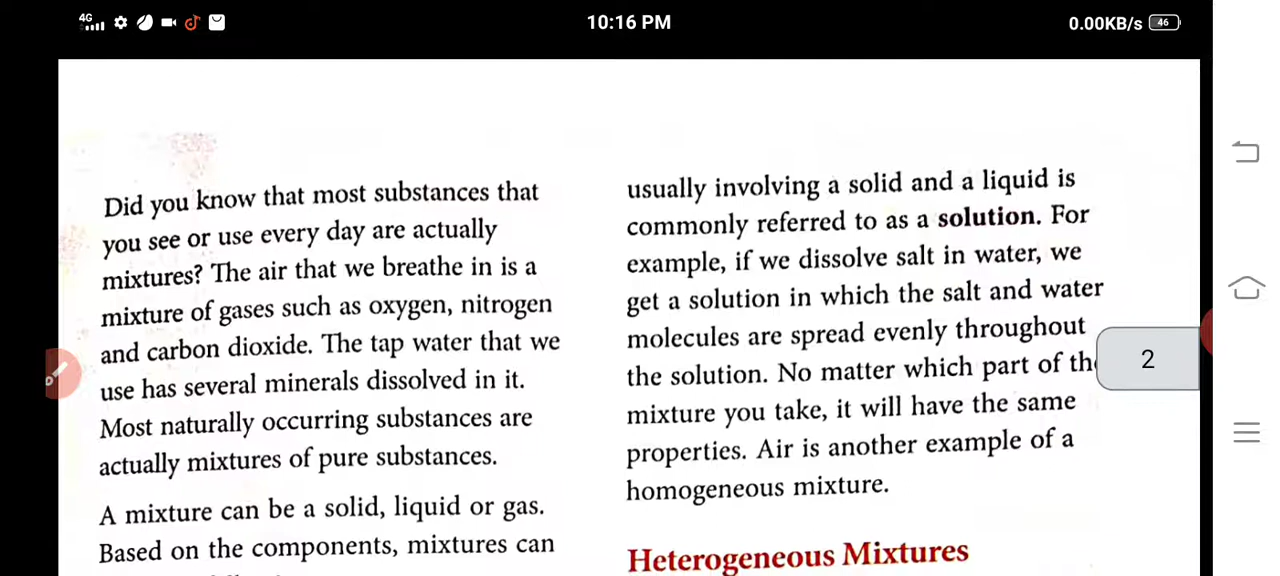 4G
10:16 PM
0.00KB/s
46
Did you know that most substances that
you see or use every day are actually
mixtures? The air that we breathe in is a
mixture of gases such as oxygen, nitrogen
and carbon dioxide. The tap water that we
use has several minerals dissolved in it.
Most naturally occurring substances are
actually mixtures of pure substances.
A mixture can be a solid, liquid or gas.
Based on the components, mixtures can
usually involving a solid and a liquid is
commonly referred to as a solution. For
example, if we dissolve salt in water, we
get a solution in which the salt and water
molecules are spread evenly throughout
the solution. No matter which part of
mixture you take, it will have the same
properties. Air is another example of a
homogeneous mixture.
Heterogeneous Mixtures
2